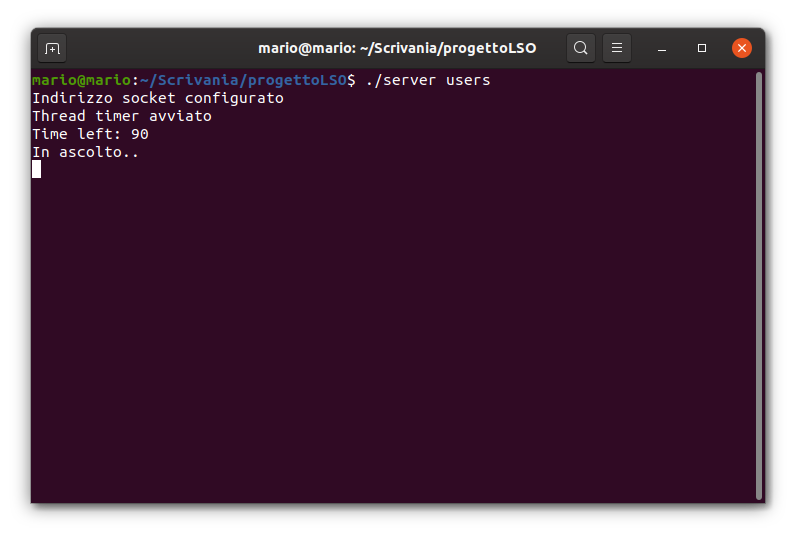 mario@mario: ~/Scrivania/progettoLSO
mario@mario:~/Scrivania/progettoLSO$ ./server users
Indirizzo socket configurato
Thread timer avviato
Time left: 90
In ascolto..